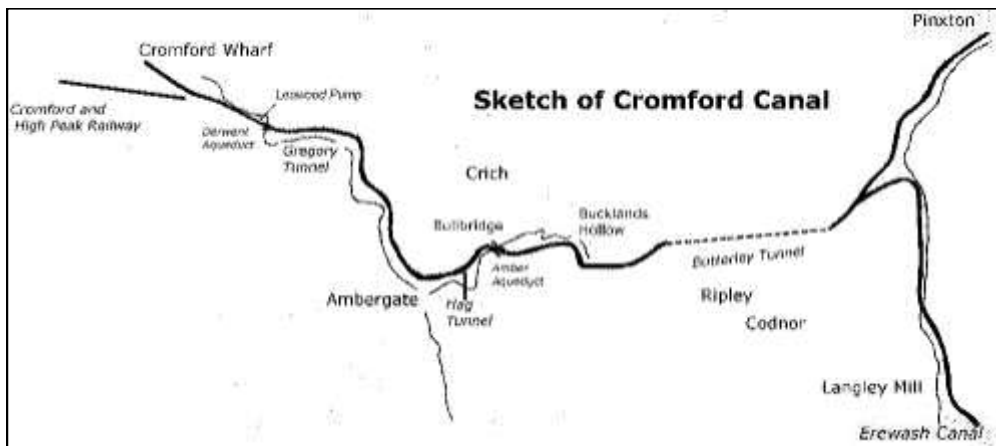 Pinxton
Cromford Wharf
Leawood Pump
Sketch of Cromford Canal
Cromford and
High Peak Railway
Derwent
Aqueduct
Gregory
Tunnel
Crich
Bullbridge
Bucklands
Hollow
Amber
Aqueduct
Butterley Tunnel
Ambergate
Hag
Tunnel
Ripley
Codnor
Langley Mill
Erewash Canal